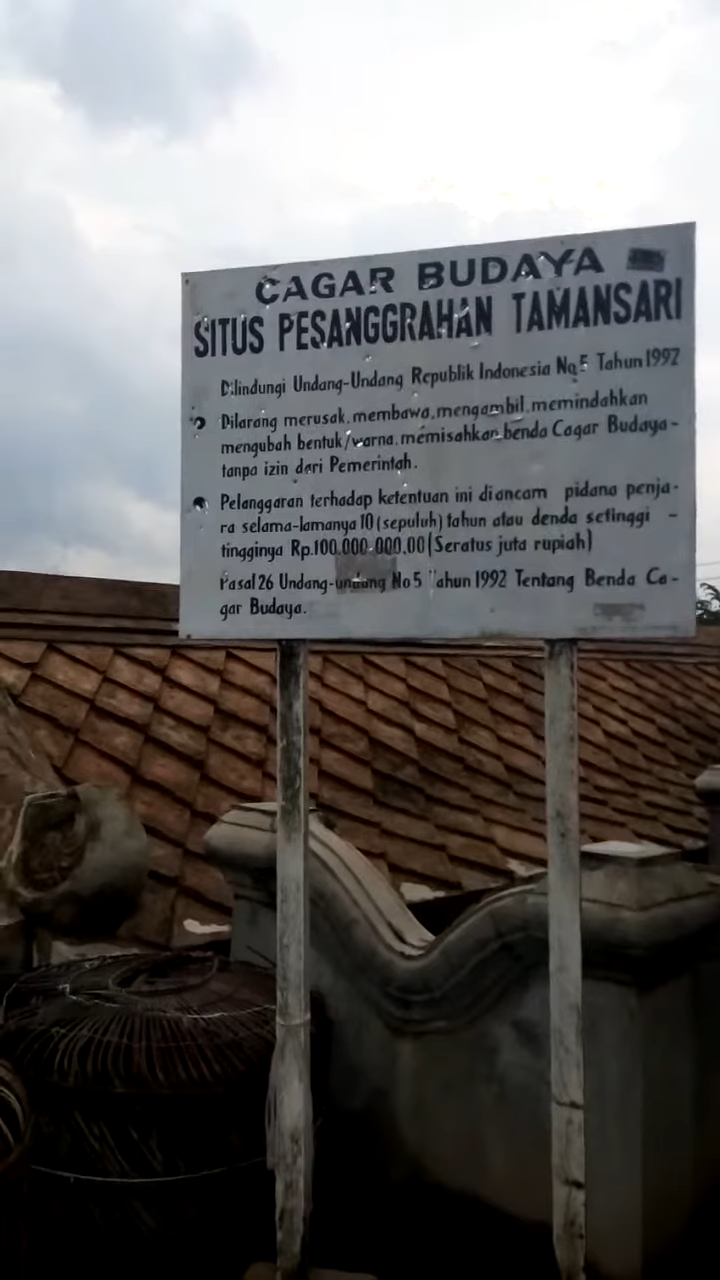 CAGAR BUDAYA
SITUS PESANGGRAHAN TAMANSARI
Dilindungi Undang-Undang Republik Indonesia No 5 Tahun 1992
Dilarang merusak, membawa, mengambil, memindahkan
mengubah bentuk/warna, memisahkan benda Cagar Budaya-
tanpa izin dari Pemerintah.
Pelanggaran terhadap ketentuan ini diancam pidana penja-
ra selama-lamanya 10 (sepuluh) tahun atau denda setinggi -
tingginya Rp.100.000.000,00 (Seratus juta rupiah)
Pasal 26 Undang-undang No 5 Tahun 1992 Tentang Benda Ca-
gar Budaya.